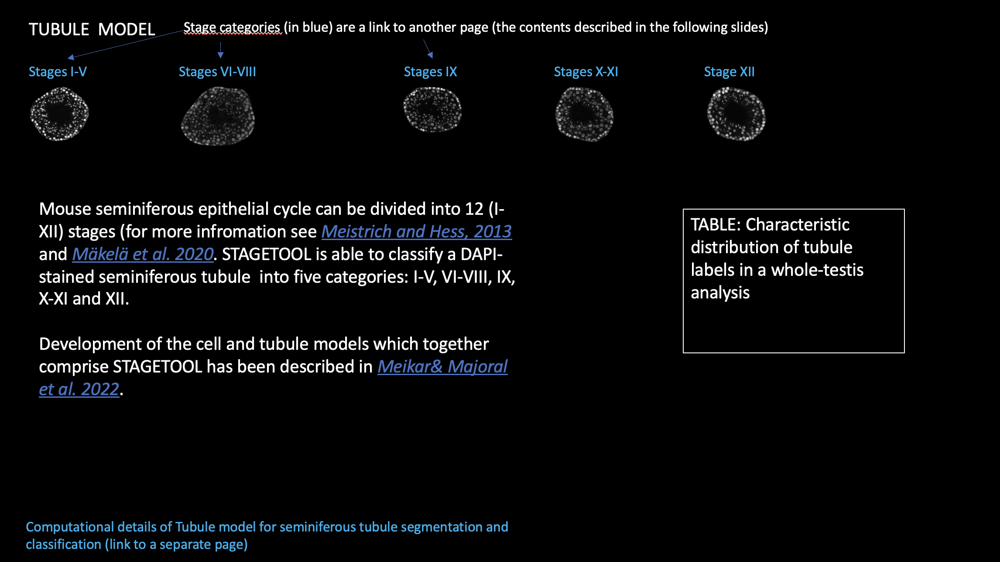 TUBULE MODEL
Stage categories (in blue) are a link to another page (the contents described in the following slides)
Stages I-V
Stages VI-VIII
Stages IX
Stages X-XI
Stage XII
Mouse seminiferous epithelial cycle can be divided into 12 (I-
XII) stages (for more infromation see Meistrich and Hess, 2013
and Mäkelä et al. 2020. STAGETOOL is able to classify a DAPI-
stained seminiferous tubule into five categories: I-V, VI-VIII, IX,
X-XI and XII.
Development of the cell and tubule models which together
comprise STAGETOOL has been described in Meikar& Majoral
et al. 2022.
TABLE: Characteristic
distribution of tubule
labels in a whole-testis
analysis
Computational details of Tubule model for seminiferous tubule segmentation and
classification (link to a separate page)